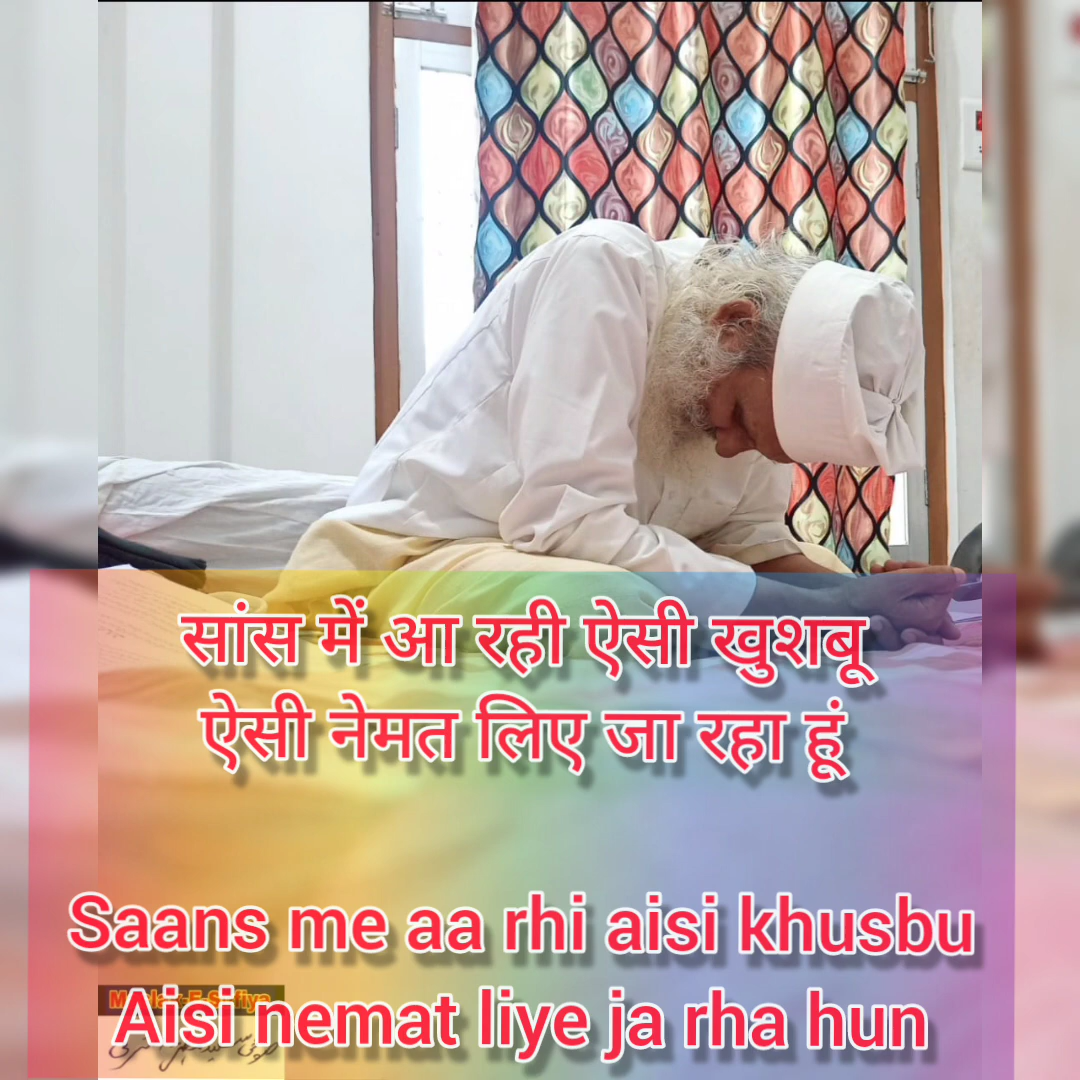 सांस में आ रही ऐसी खुशबू
ऐसी नेमत लिए जा रहा हूं
Saans me aa rhi aisi khusbu
Aisi nemat liye ja rha hun